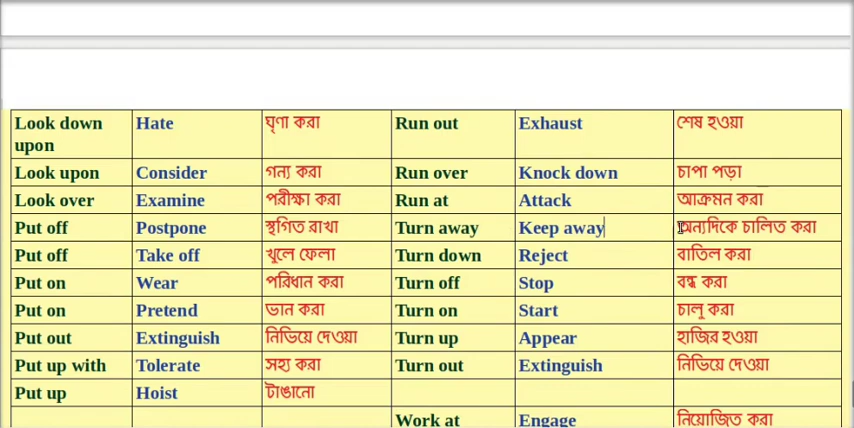 Look down Hate ঘৃণা করা Run out Exhaust শেষ হওয়া
upon
Look upon Consider গন্য করা Run over Knock down চাপা পড়া
Look over Examine পরীক্ষা করা Run at Attack আক্রমন করা
Put off Postpone স্থগিত রাখা Turn away Keep away অন্যদিকে চালিত করা
Put off Take off খুলে ফেলা Turn down Reject বাতিল করা
Put on Wear পরিধান করা Turn off Stop বন্ধ করা
Put on Pretend ভান করা Turn on Start চালু করা
Put out Extinguish নিভিয়ে দেওয়া Turn up Appear হাজির হওয়া
Put up with Tolerate সহ্য করা Turn out Extinguish নিভিয়ে দেওয়া
Put up Hoist টাঙানো
Work at Engage নিয়োজিত করা